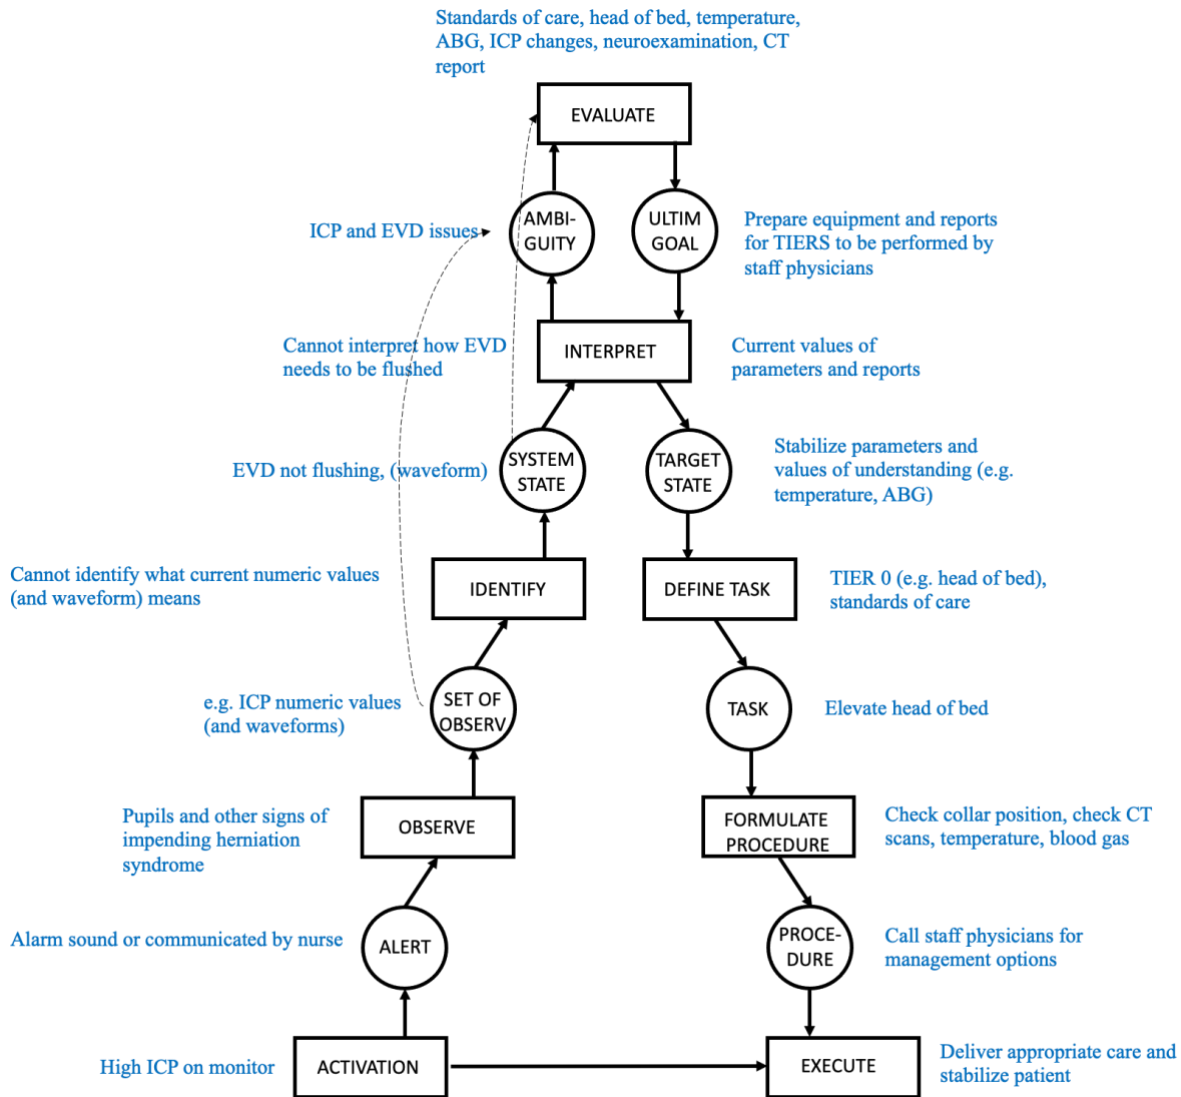 Standards of care, head of bed, temperature,
ABG, ICP changes, neuroexamination, CT
report
EVALUATE
ICP and EVD issues
AMBI-
GUITY
ULTIM
GOAL
Prepare equipment and reports
for TIERS to be performed by
staff physicians
Cannot interpret how EVD
needs to be flushed
INTERPRET
Current values of
parameters and reports
EVD not flushing, (waveform)
SYSTEM
STATE
TARGET
STATE
Stabilize parameters and
values of understanding (e.g.
temperature, ABG)
Cannot identify what current numeric values
(and waveform) means
IDENTIFY
DEFINE TASK
TIER 0 (e.g. head of bed),
standards of care
e.g. ICP numeric values
(and waveforms)
SET OF
OBSERV
TASK
Elevate head of bed
Pupils and other signs of
impending herniation
syndrome
OBSERVE
FORMULATE
PROCEDURE
Check collar position, check CT
scans, temperature, blood gas
Alarm sound or communicated by nurse
ALERT
PROCE-
DURE
Call staff physicians for
management options
High ICP on monitor
ACTIVATION
EXECUTE
Deliver appropriate care and
stabilize patient